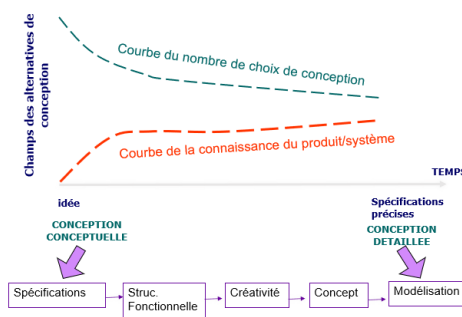 Champs des alternatives de
conception
Courbe du nombre de choix de conception
Courbe de la connaissance du produit/système
TEMPS
idée
CONCEPTION
CONCEPTUELLE
Spécifications
précises
CONCEPTION
DETAILLEE
Spécifications
Struc.
Fonctionnelle
Créativité
Concept
Modélisation